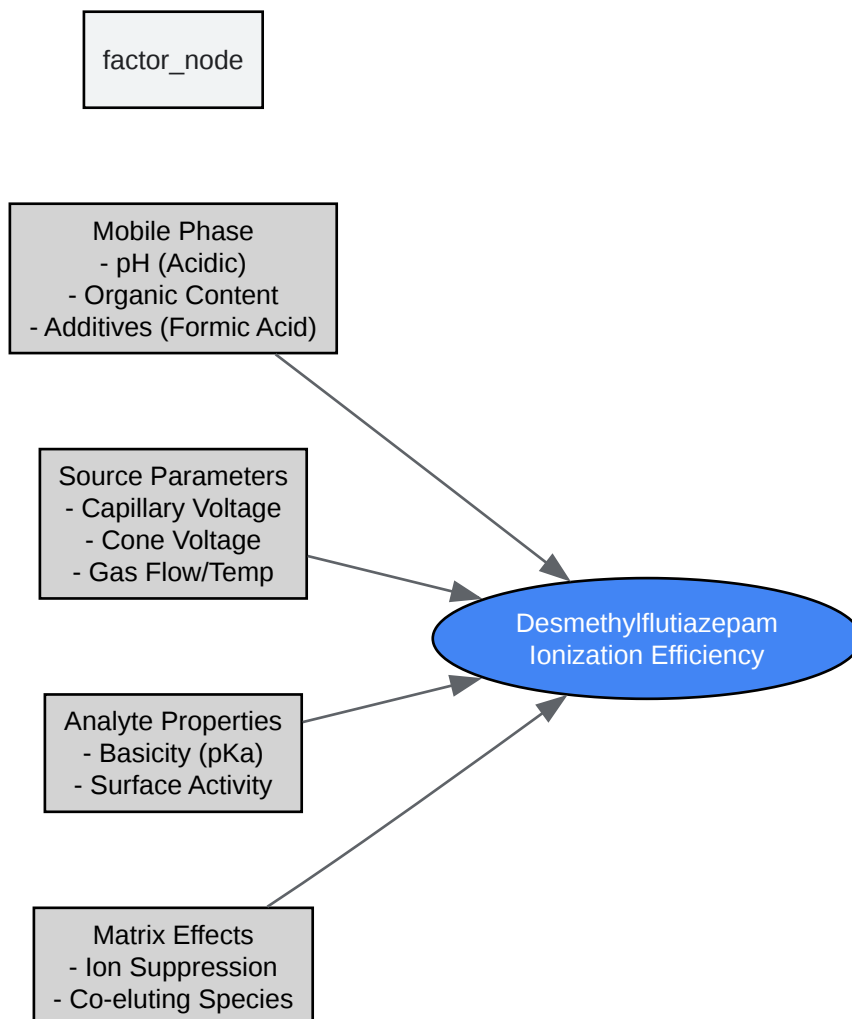 factor_node
Mobile Phase
- pH (Acidic)
- Organic Content
- Additives (Formic Acid)
Source Parameters
- Capillary Voltage
- Cone Voltage
- Gas Flow/Temp
Desmethylflutiazepam
Ionization Efficiency
Analyte Properties
- Basicity (pKa)
- Surface Activity
Matrix Effects
- Ion Suppression
- Co-eluting Species